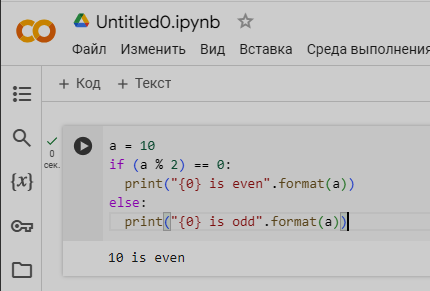 Untitled0.ipynb
Файл Изменить Вид Вставка Среда выполнения
+ Код + Текст
0
сек.
{x}
a = 10
if (a % 2) == 0:
  print("{0} is even".format(a))
else:
  print("{0} is odd".format(a))
10 is even